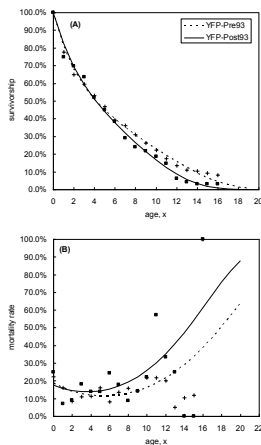 100.0%
(A)
YFP-Pre93
YFP-Post93
90.0%
80.0%
70.0%
60.0%
50.0%
40.0%
30.0%
20.0%
10.0%
0.0%
survivorship
0 2 4 6 8 10 12 14 16 18 20
age, x
100.0%
(B)
90.0%
80.0%
70.0%
60.0%
50.0%
40.0%
30.0%
20.0%
10.0%
0.0%
mortality rate
0 2 4 6 8 10 12 14 16 18 20 22
age, x